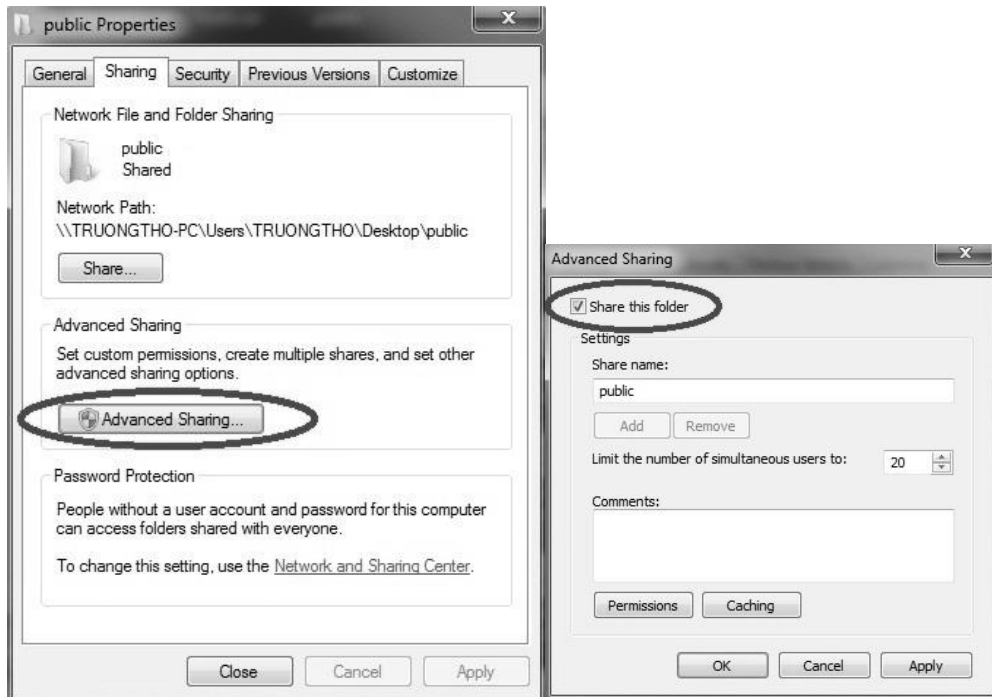 public Properties
General Sharing Security Previous Versions Customize
Network File and Folder Sharing
public
Shared
Network Path:
\\TRUONGTHO-PC\Users\TRUONGTHO\Desktop\public
Share...
Advanced Sharing
Set custom permissions, create multiple shares, and set other
advanced sharing options.
Advanced Sharing...
Password Protection
People without a user account and password for this computer
can access folders shared with everyone.
To change this setting, use the Network and Sharing Center.
Close Cancel Apply
Advanced Sharing
Share this folder
Settings
Share name:
public
Add Remove
Limit the number of simultaneous users to: 20
Comments:
Permissions Caching
OK Cancel Apply